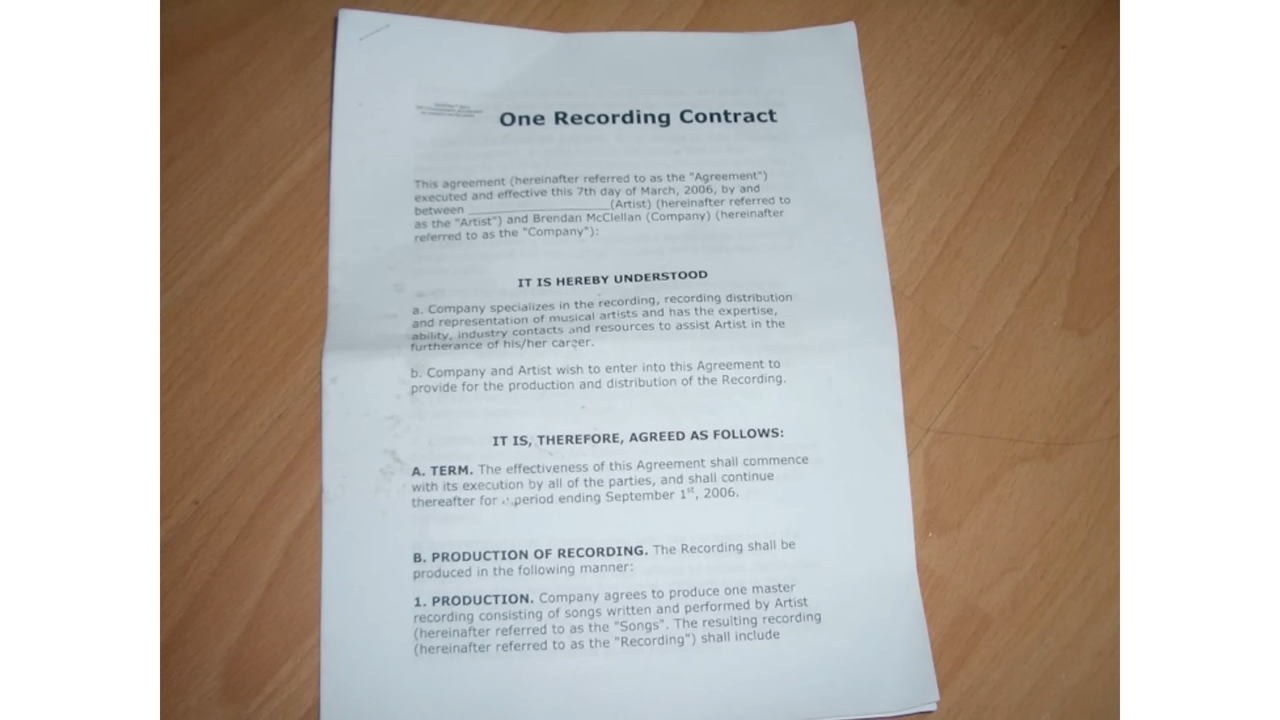 One Recording Contract
This agreement (hereinafter referred to as the "Agreement")
executed and effective this 7th day of March, 2006, by and
between ____________________(Artist) (hereinafter referred to
as the "Artist") and Brendan McClellan (Company) (hereinafter
referred to as the "Company"):
IT IS HEREBY UNDERSTOOD
a. Company specializes in the recording, recording distribution
and representation of musical artists and has the expertise,
ability, industry contacts and resources to assist Artist in the
furtherance of his/her career.
b. Company and Artist wish to enter into this Agreement to
provide for the production and distribution of the Recording.
IT IS, THEREFORE, AGREED AS FOLLOWS:
A. TERM. The effectiveness of this Agreement shall commence
with its execution by all of the parties, and shall continue
thereafter for a period ending September 1st, 2006.
B. PRODUCTION OF RECORDING. The Recording shall be
produced in the following manner:
1. PRODUCTION. Company agrees to produce one master
recording consisting of songs written and performed by Artist
(hereinafter referred to as the "Songs". The resulting recording
(hereinafter referred to as the "Recording") shall include